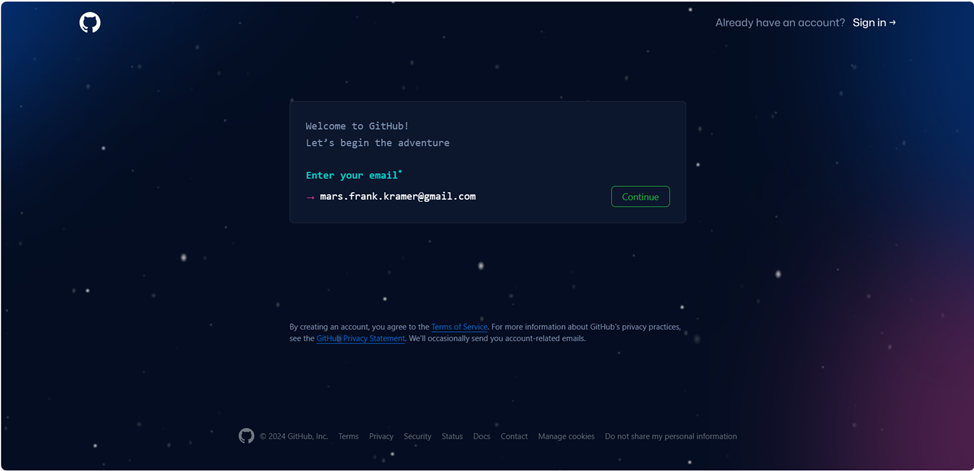 Already have an account? Sign in →
Welcome to GitHub!
Let’s begin the adventure
Enter your email*
→ mars.frank.kramer@gmail.com
Continue
By creating an account, you agree to the Terms of Service. For more information about GitHub’s privacy practices,
see the GitHub Privacy Statement. We’ll occasionally send you account-related emails.
© 2024 GitHub, Inc. Terms Privacy Security Status Docs Contact Manage cookies Do not share my personal information